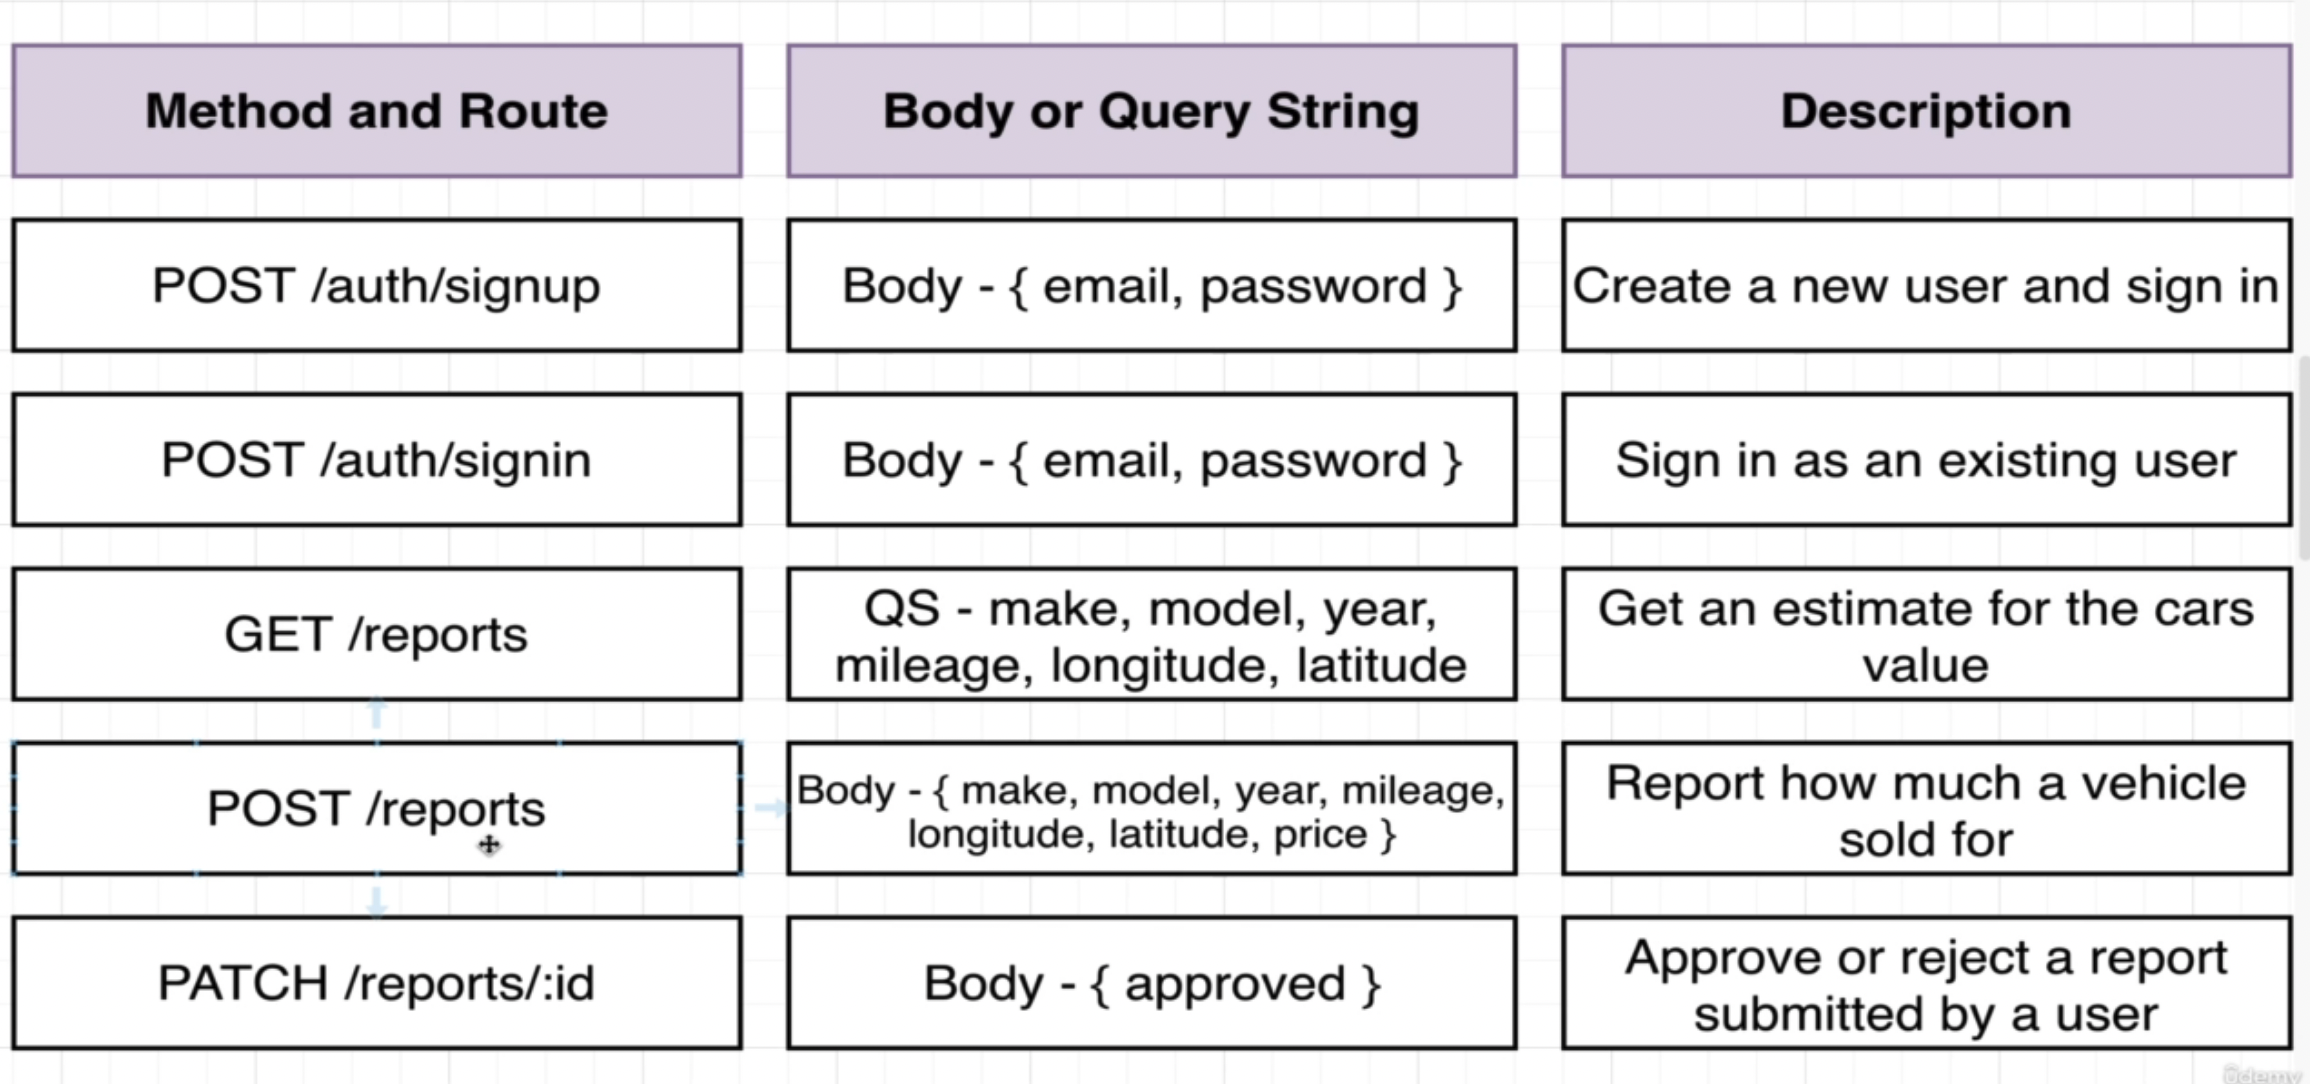 Method and Route
Body or Query String
Description
POST /auth/signup
Body - { email, password }
Create a new user and sign in
POST /auth/signin
Body - { email, password }
Sign in as an existing user
GET /reports
QS - make, model, year,
mileage, longitude, latitude
Get an estimate for the cars
value
POST /reports
Body - { make, model, year, mileage,
longitude, latitude, price }
Report how much a vehicle
sold for
PATCH /reports/:id
Body - { approved }
Approve or reject a report
submitted by a user
ûdemy